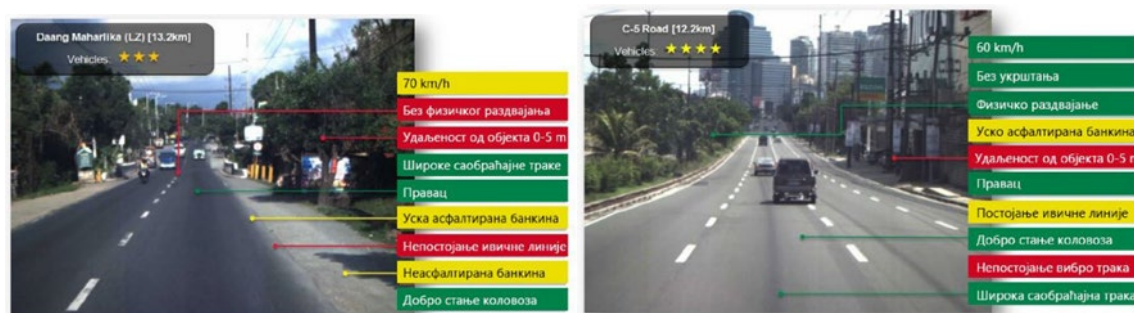 Daang Maharlika (LZ) [13.2km]
Vehicles: ★★★
70 km/h
Без физичког раздвајања
Удаљеност од објекта 0-5 m
Широке саобраћајне траке
Правац
Уска асфалтирана банкина
Непостојање ивичне линије
Неасфалтирана банкина
Добро стање коловоза
C-5 Road [12.2km]
Vehicles: ★★★★
60 km/h
Без укрштања
Физичко раздвајање
Уско асфалтирана банкина
Удаљеност од објекта 0-5 m
Правац
Постојање ивичне линије
Добро стање коловоза
Непостојање вибро трака
Широка саобраћајна трака